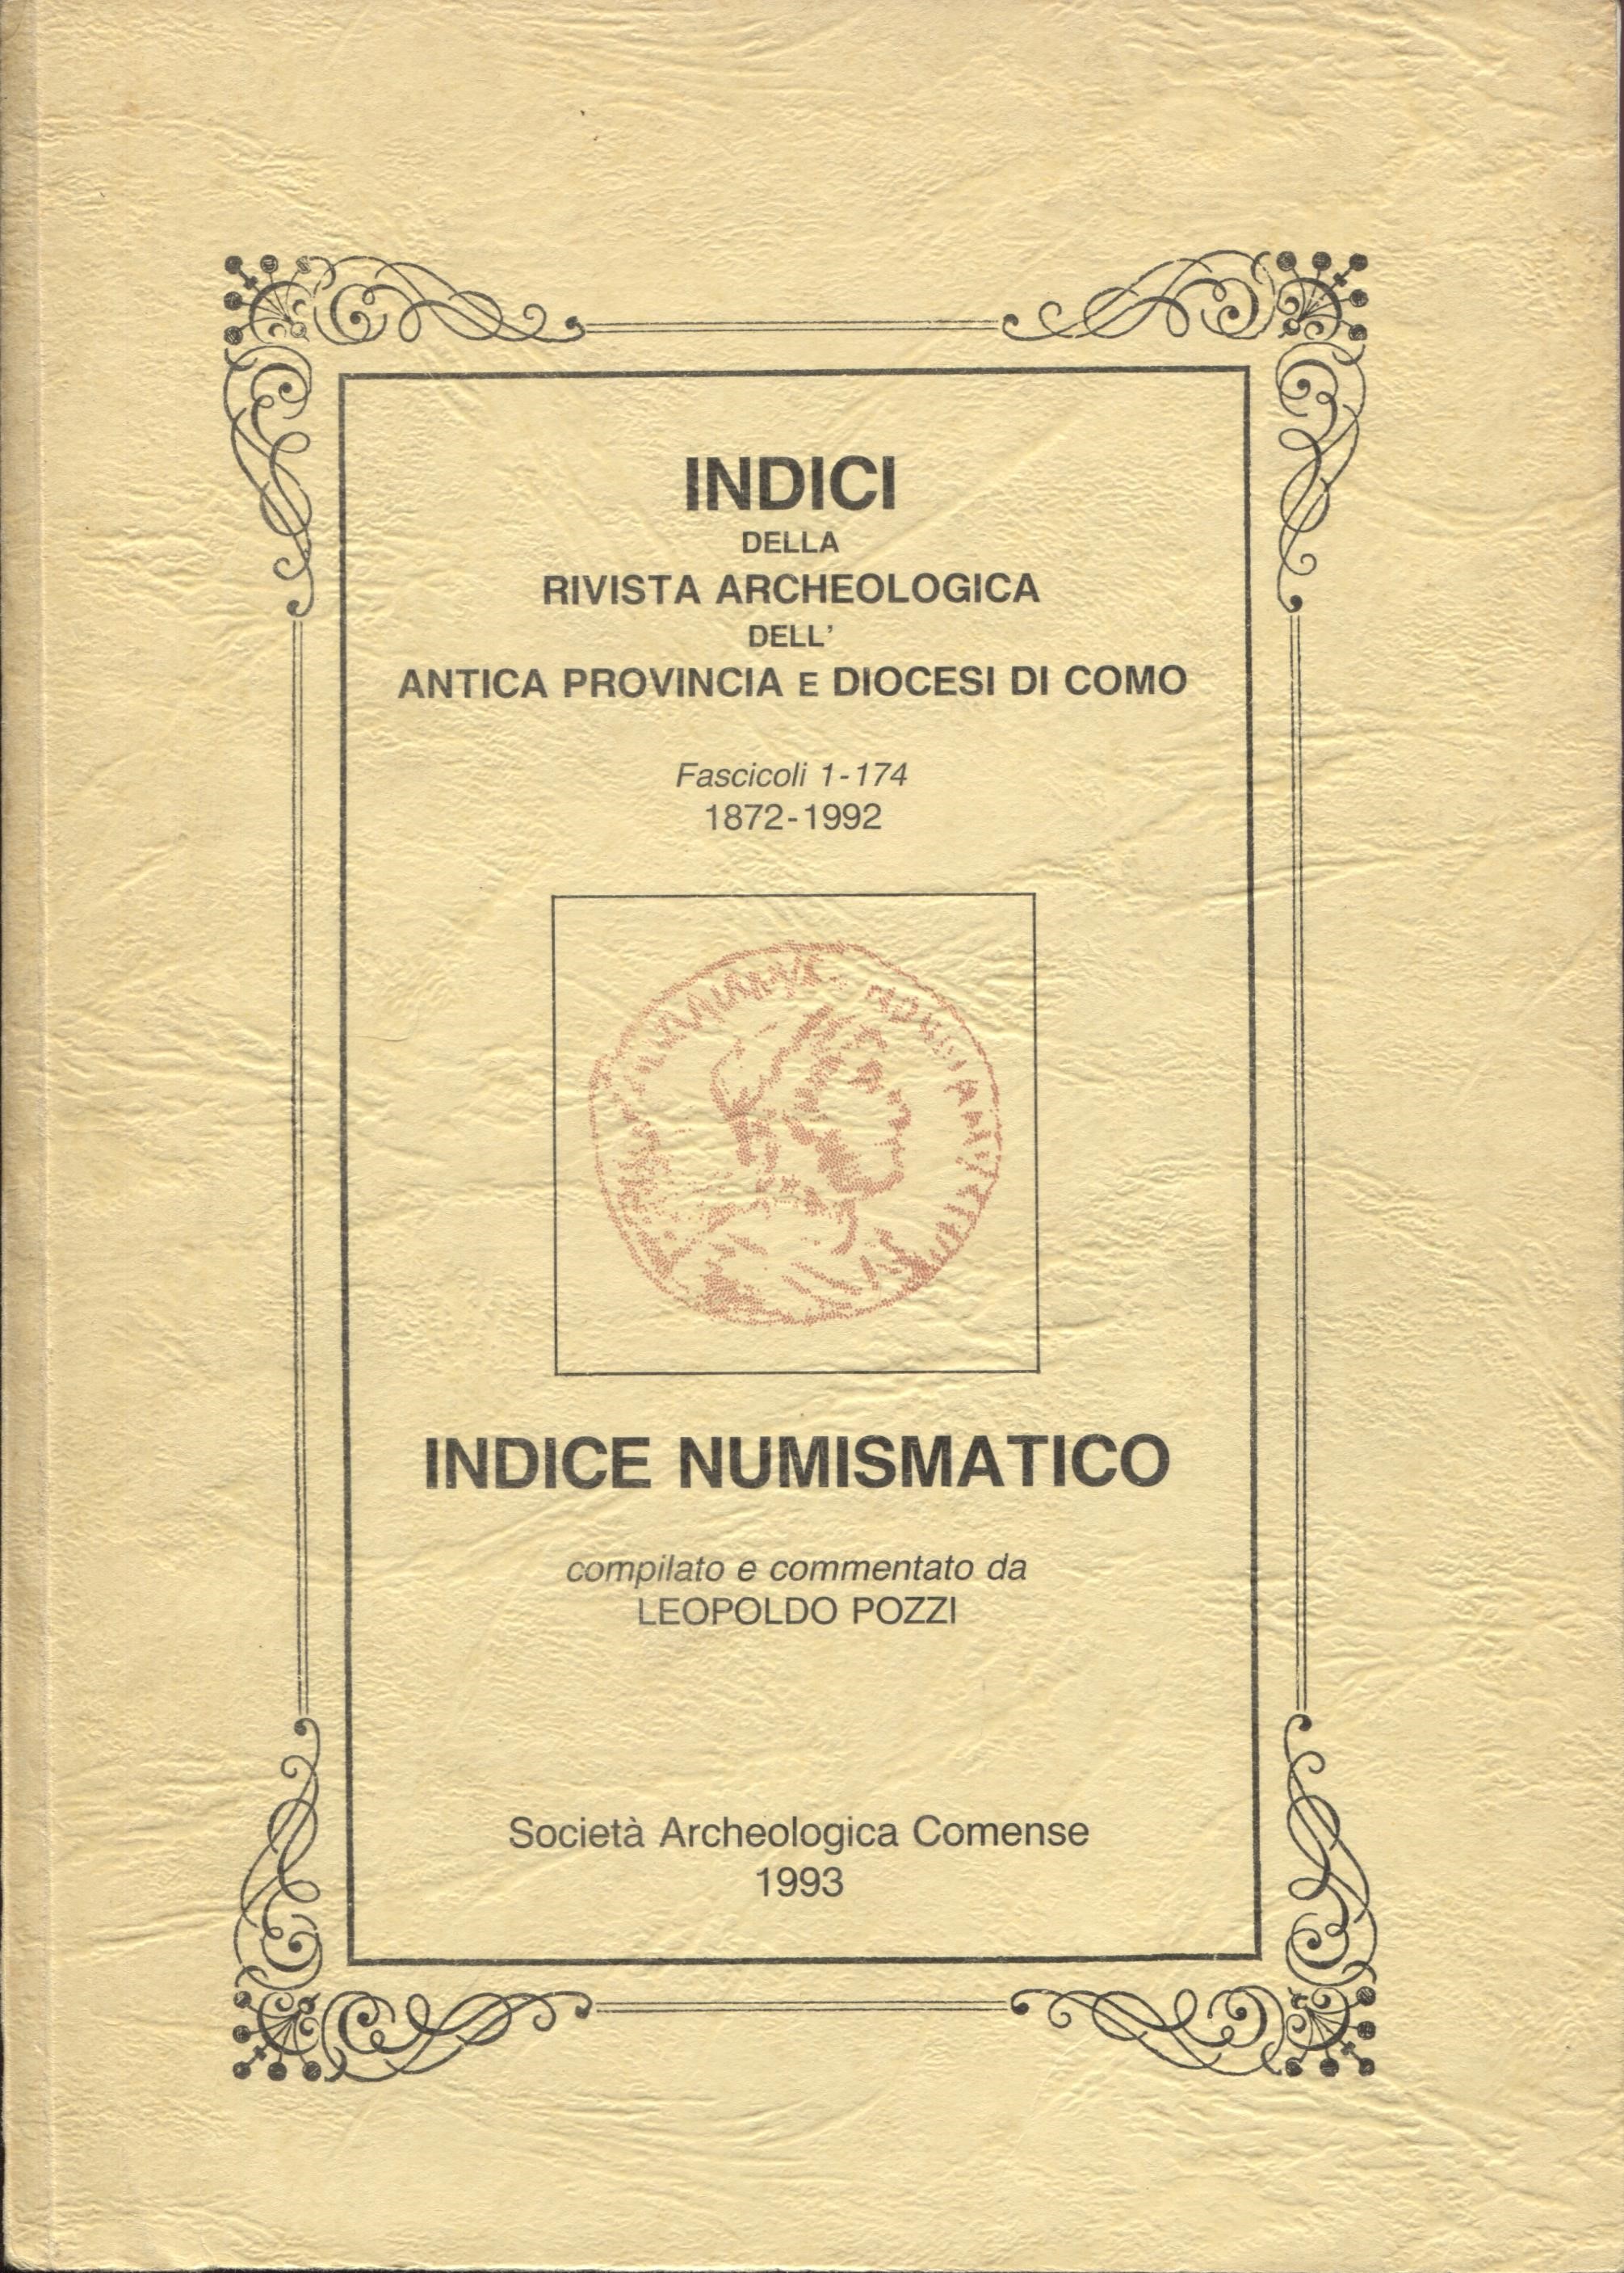 INDICI
DELLA
RIVISTA ARCHEOLOGICA
DELL'
ANTICA PROVINCIA E DIOCESI DI COMO
Fascicoli 1-174
1872-1992
INDICE NUMISMATICO
compilato e commentato da
LEOPOLDO POZZI
Società Archeologica Comense
1993